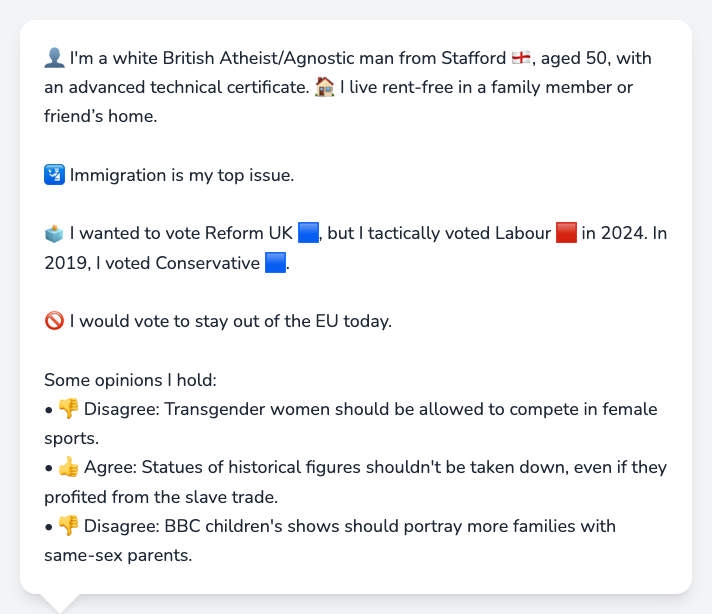 👤 I'm a white British Atheist/Agnostic man from Stafford 🏴󠁧󠁢󠁥󠁮󠁧󠁿, aged 50, with
an advanced technical certificate. 🏠 I live rent-free in a family member or
friend’s home.
🛂 Immigration is my top issue.
🗳️ I wanted to vote Reform UK 🟦, but I tactically voted Labour 🟥 in 2024. In
2019, I voted Conservative 🟦.
🚫 I would vote to stay out of the EU today.
Some opinions I hold:
• 👎 Disagree: Transgender women should be allowed to compete in female
sports.
• 👍 Agree: Statues of historical figures shouldn't be taken down, even if they
profited from the slave trade.
• 👎 Disagree: BBC children's shows should portray more families with
same-sex parents.